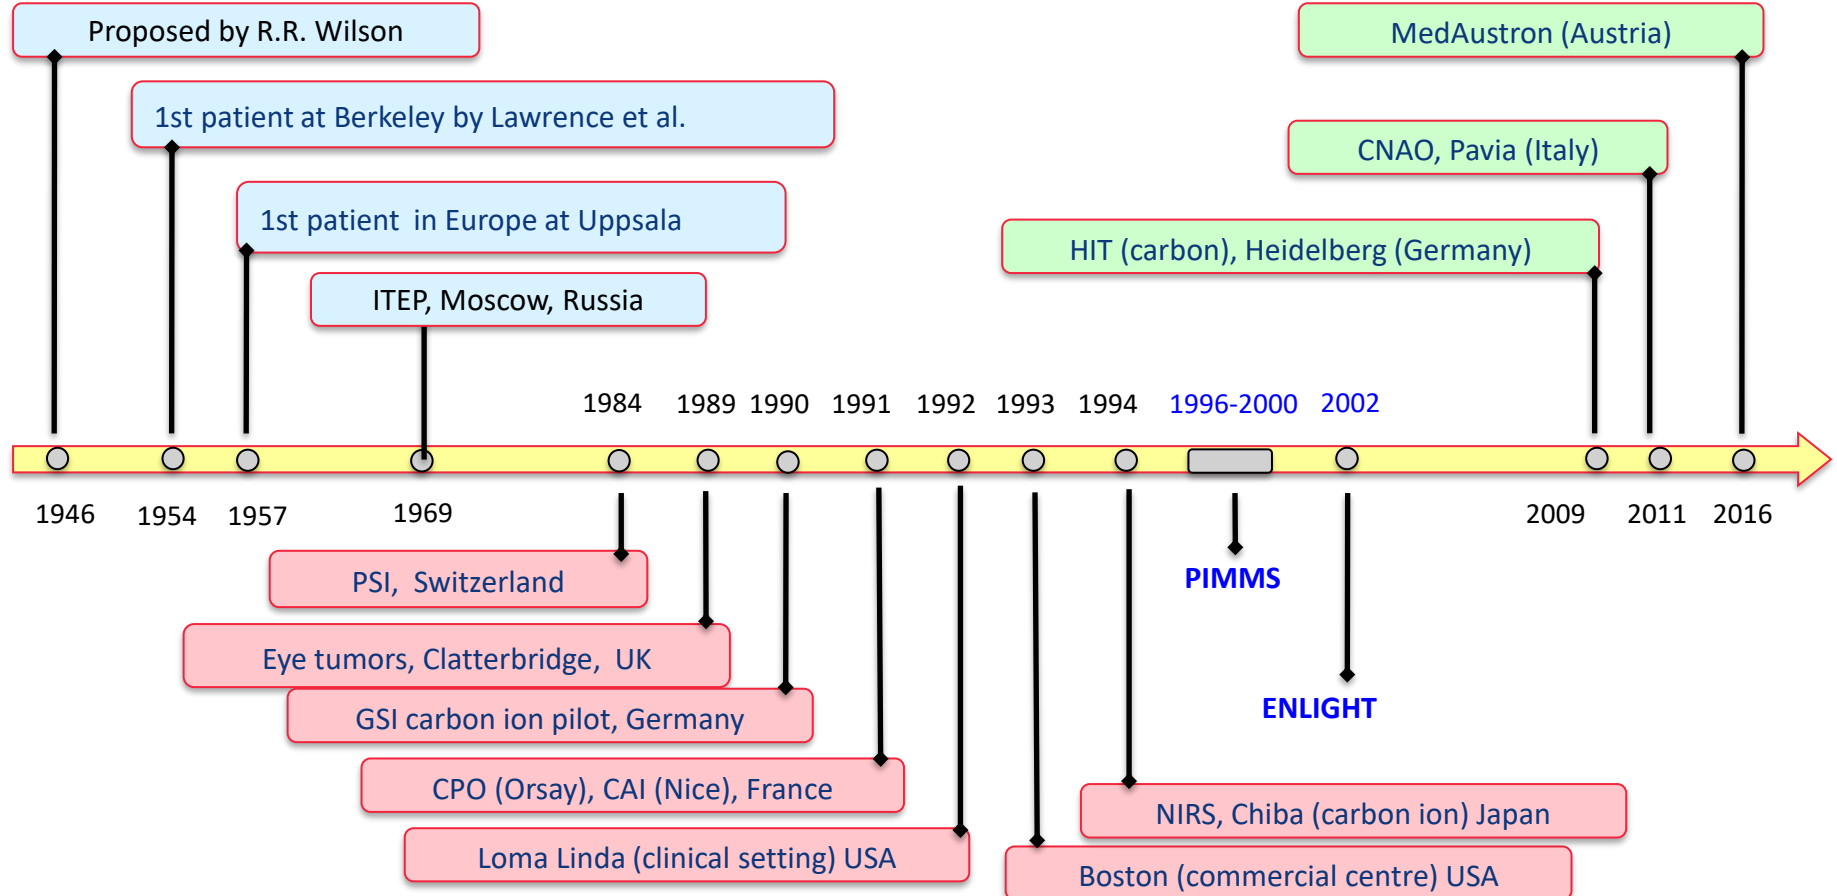 Proposed by R.R. Wilson
MedAustron (Austria)
1st patient at Berkeley by Lawrence et al.
CNAO, Pavia (Italy)
1st patient in Europe at Uppsala
HIT (carbon), Heidelberg (Germany)
ITEP, Moscow, Russia
1984
1989
1990
1991
1992
1993
1994
1996-2000
2002
1946
1954
1957
1969
2009
2011
2016
PSI, Switzerland
PIMMS
Eye tumors, Clatterbridge, UK
GSI carbon ion pilot, Germany
ENLIGHT
CPO (Orsay), CAI (Nice), France
NIRS, Chiba (carbon ion) Japan
Loma Linda (clinical setting) USA
Boston (commercial centre) USA